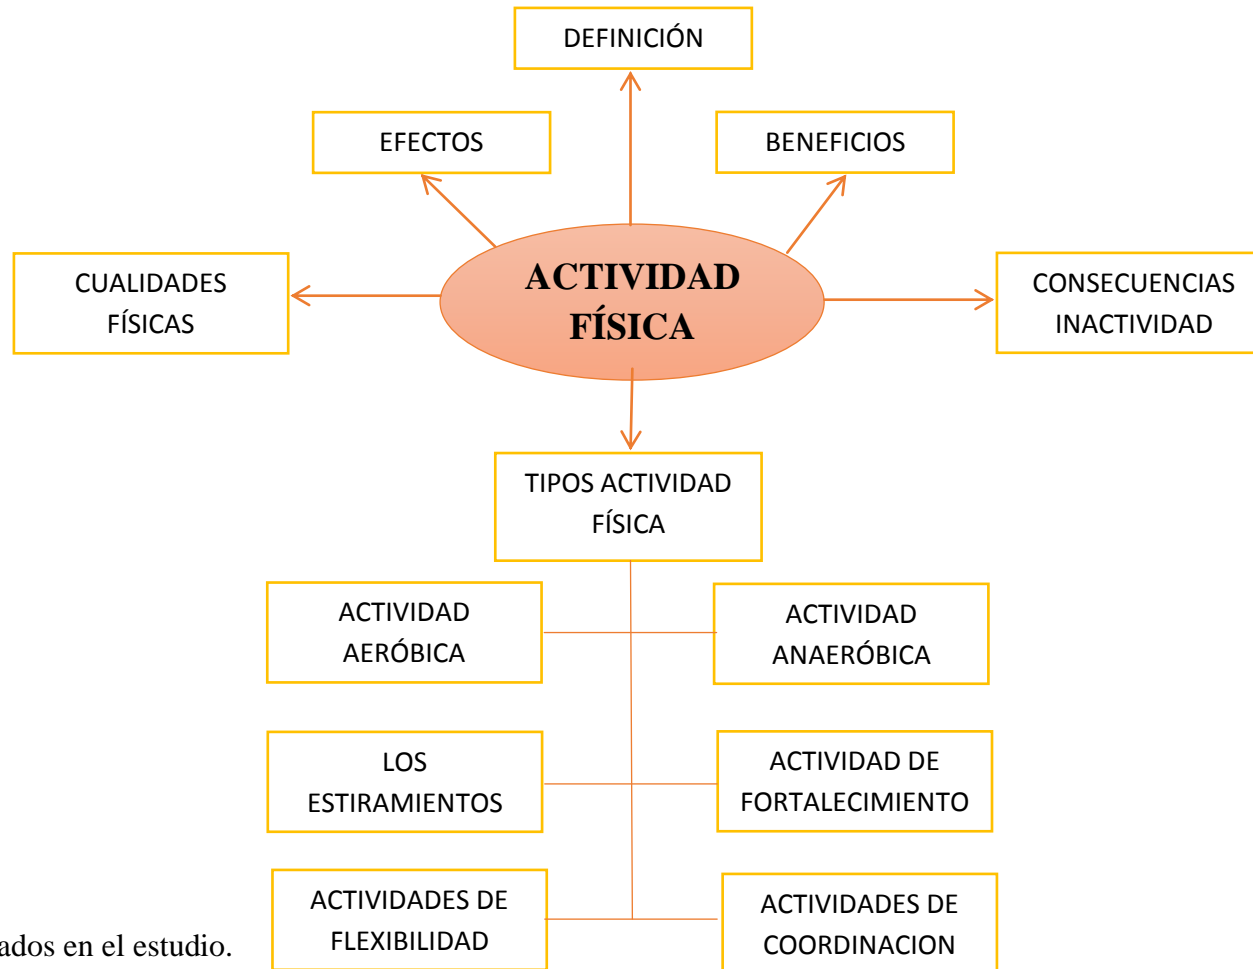 DEFINICIÓN
EFECTOS
BENEFICIOS
CUALIDADES
FÍSICAS
ACTIVIDAD
FÍSICA
CONSECUENCIAS
INACTIVIDAD
TIPOS ACTIVIDAD
FÍSICA
ACTIVIDAD
AERÓBICA
ACTIVIDAD
ANAERÓBICA
LOS
ESTIRAMIENTOS
ACTIVIDAD DE
FORTALECIMIENTO
ACTIVIDADES DE
FLEXIBILIDAD
ACTIVIDADES DE
COORDINACION
ados en el estudio.